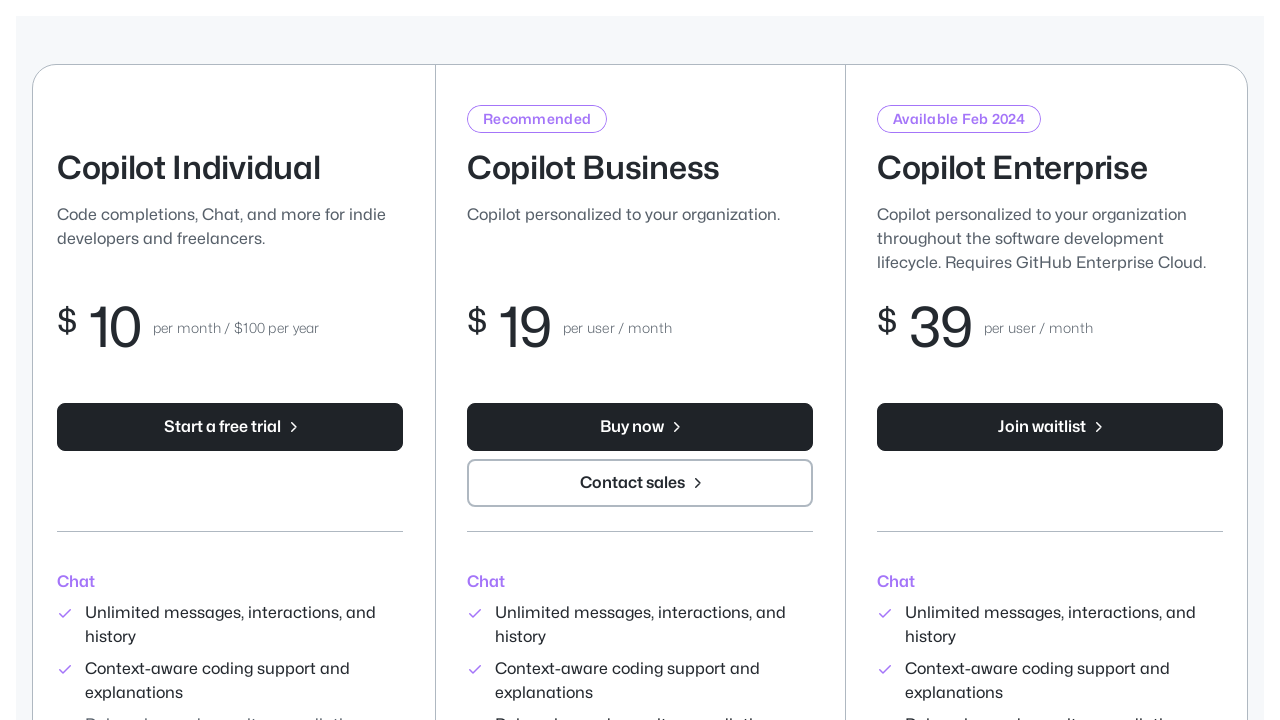 Copilot Individual
Code completions, Chat, and more for indie
developers and freelancers.
$ 10 per month / $100 per year
Start a free trial
Chat
Unlimited messages, interactions, and
history
Context-aware coding support and
explanations
Recommended
Copilot Business
Copilot personalized to your organization.
$ 19 per user / month
Buy now
Contact sales
Chat
Unlimited messages, interactions, and
history
Context-aware coding support and
explanations
Available Feb 2024
Copilot Enterprise
Copilot personalized to your organization
throughout the software development
lifecycle. Requires GitHub Enterprise Cloud.
$ 39 per user / month
Join waitlist
Chat
Unlimited messages, interactions, and
history
Context-aware coding support and
explanations